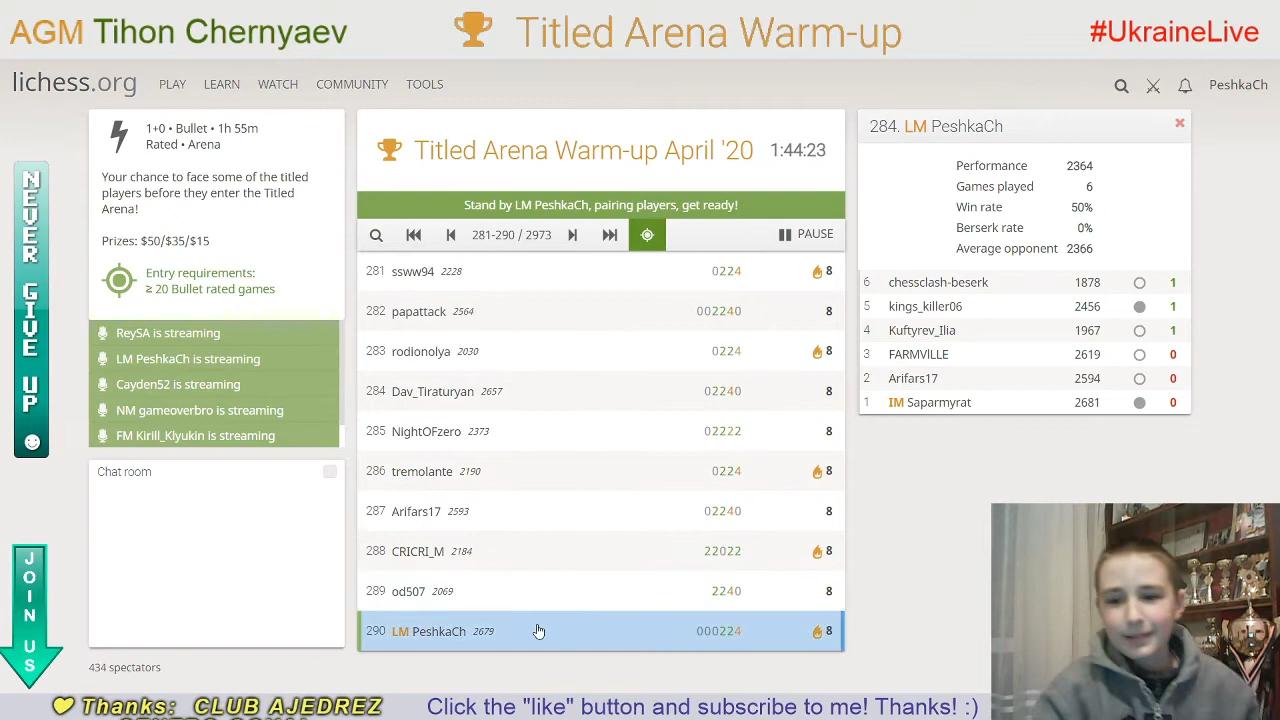 AGM Tihon Chernyaev
Titled Arena Warm-up
#UkraineLive
lichess.org
PLAY
LEARN
WATCH
COMMUNITY
TOOLS
PeshkaCh
NEVER GIVE UP
JOIN US
1+0 • Bullet • 1h 55m
Rated • Arena
Your chance to face some of the titled
players before they enter the Titled
Arena!
Prizes: $50/$35/$15
Entry requirements:
≥ 20 Bullet rated games
ReySA is streaming
LM PeshkaCh is streaming
Cayden52 is streaming
NM gameoverbro is streaming
FM Kirill_Klyukin is streaming
Chat room
434 spectators
Titled Arena Warm-up April '20 1:44:23
Stand by LM PeshkaCh, pairing players, get ready!
281-290 / 2973 PAUSE
281 ssww94 2228 0224 8
282 papattack 2564 002240 8
283 rodionolya 2030 0224 8
284 Dav_Tiraturyan 2657 02240 8
285 NightOFzero 2373 02222 8
286 tremolante 2190 0224 8
287 Arifars17 2593 02240 8
288 CRICRI_M 2184 22022 8
289 od507 2069 2240 8
290 LM PeshkaCh 2679 000224 8
284. LM PeshkaCh
Performance 2364
Games played 6
Win rate 50%
Berserk rate 0%
Average opponent 2366
6 chessclash-beserk 1878 1
5 kings_killer06 2456 1
4 Kuftyrev_Ilia 1967 1
3 FARMVILLE 2619 0
2 Arifars17 2594 0
1 IM Saparmyrat 2681 0
Thanks: CLUB AJEDREZ
Click the "like" button and subscribe to me! Thanks! :)